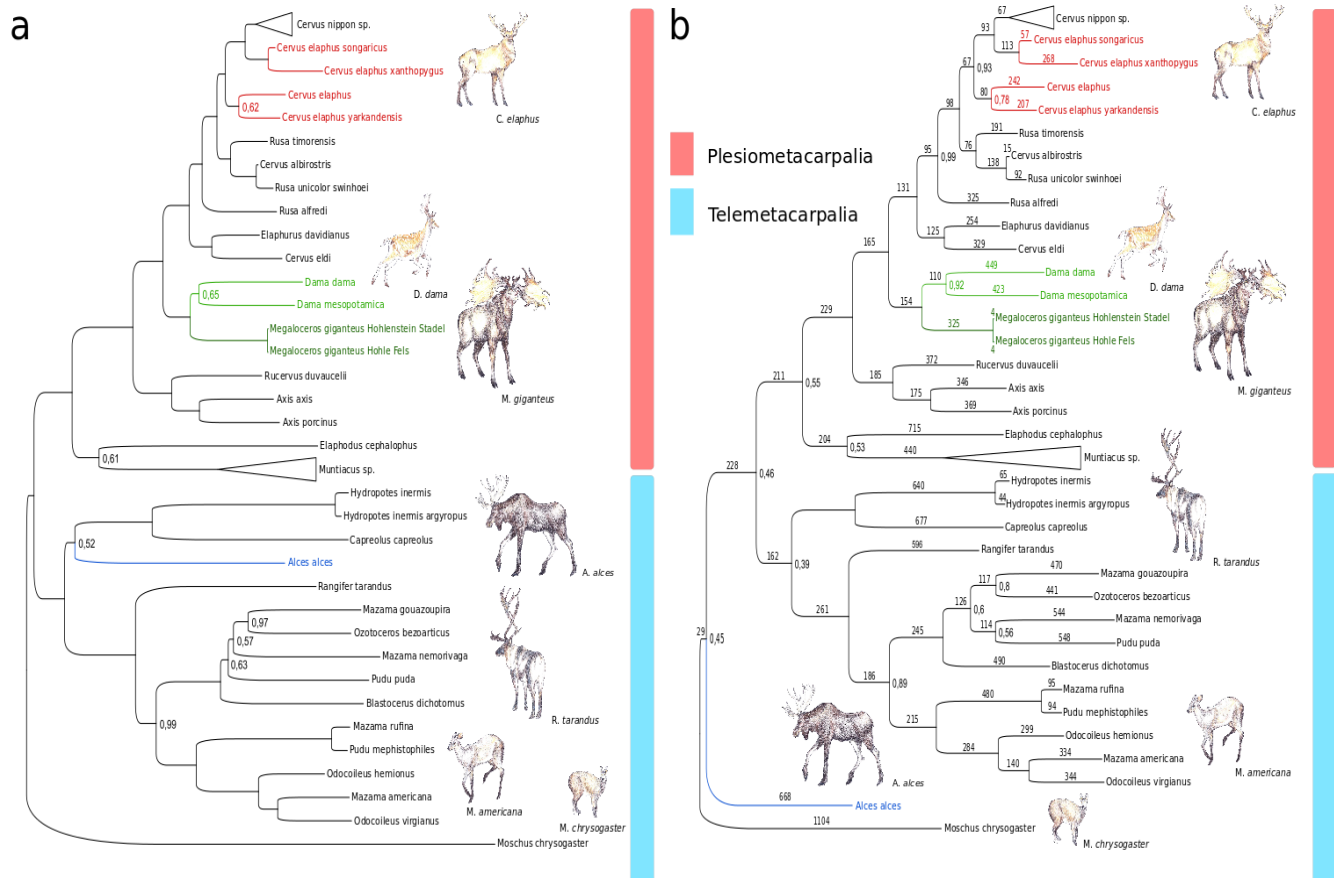 a
Cervus nippon sp.
Cervus elaphus songaricus
Cervus elaphus xanthopygus
Cervus elaphus
0,62
Cervus elaphus yarkandensis
C. elaphus
Rusa timorensis
Cervus albirostris
Rusa unicolor swinhoei
Rusa alfredi
Elaphurus davidianus
Cervus eldi
Dama dama
D. dama
0,65
Dama mesopotamica
Megaloceros giganteus Hohlenstein Stadel
Megaloceros giganteus Hohle Fels
Rucervus duvaucelii
M. giganteus
Axis axis
Axis porcinus
Elaphodus cephalophus
0,61
Muntiacus sp.
Hydropotes inermis
Hydropotes inermis argyropus
Capreolus capreolus
0,52
Alces alces
A. alces
Rangifer tarandus
Mazama gouazoupira
0,97
Ozotoceros bezoarticus
0,57
Mazama nemorivaga
0,63
Pudu puda
Blastocerus dichotomus
R. tarandus
0,99
Mazama rufina
Pudu mephistophiles
Odocoileus hemionus
Mazama americana
M. americana
Odocoileus virgianus
M. chrysogaster
Moschus chrysogaster
Plesiometacarpalia
Telemetacarpalia
b
67
Cervus nippon sp.
93
57
Cervus elaphus songaricus
113
268
Cervus elaphus xanthopygus
67
0,93
242
Cervus elaphus
80
0,78
207
Cervus elaphus yarkandensis
C. elaphus
98
191
Rusa timorensis
76
15
Cervus albirostris
138
92
Rusa unicolor swinhoei
95
0,99
325
Rusa alfredi
131
254
Elaphurus davidianus
125
329
Cervus eldi
165
449
Dama dama
D. dama
110
0,92
423
Dama mesopotamica
154
4
Megaloceros giganteus Hohlenstein Stadel
325
Megaloceros giganteus Hohle Fels
4
229
372
Rucervus duvaucelii
185
346
Axis axis
M. giganteus
175
369
Axis porcinus
211
0,55
715
Elaphodus cephalophus
204
0,53
440
Muntiacus sp.
228
0,46
65
Hydropotes inermis
640
44
Hydropotes inermis argyropus
677
Capreolus capreolus
162
0,39
596
Rangifer tarandus
R. tarandus
470
Mazama gouazoupira
117
0,8
441
Ozotoceros bezoarticus
126
0,6
544
Mazama nemorivaga
114
0,56
548
Pudu puda
261
245
490
Blastocerus dichotomus
29
0,45
186
0,89
95
Mazama rufina
480
94
Pudu mephistophiles
215
299
Odocoileus hemionus
284
334
Mazama americana
M. americana
140
344
Odocoileus virgianus
A. alces
668
Alces alces
1104
Moschus chrysogaster
M. chrysogaster